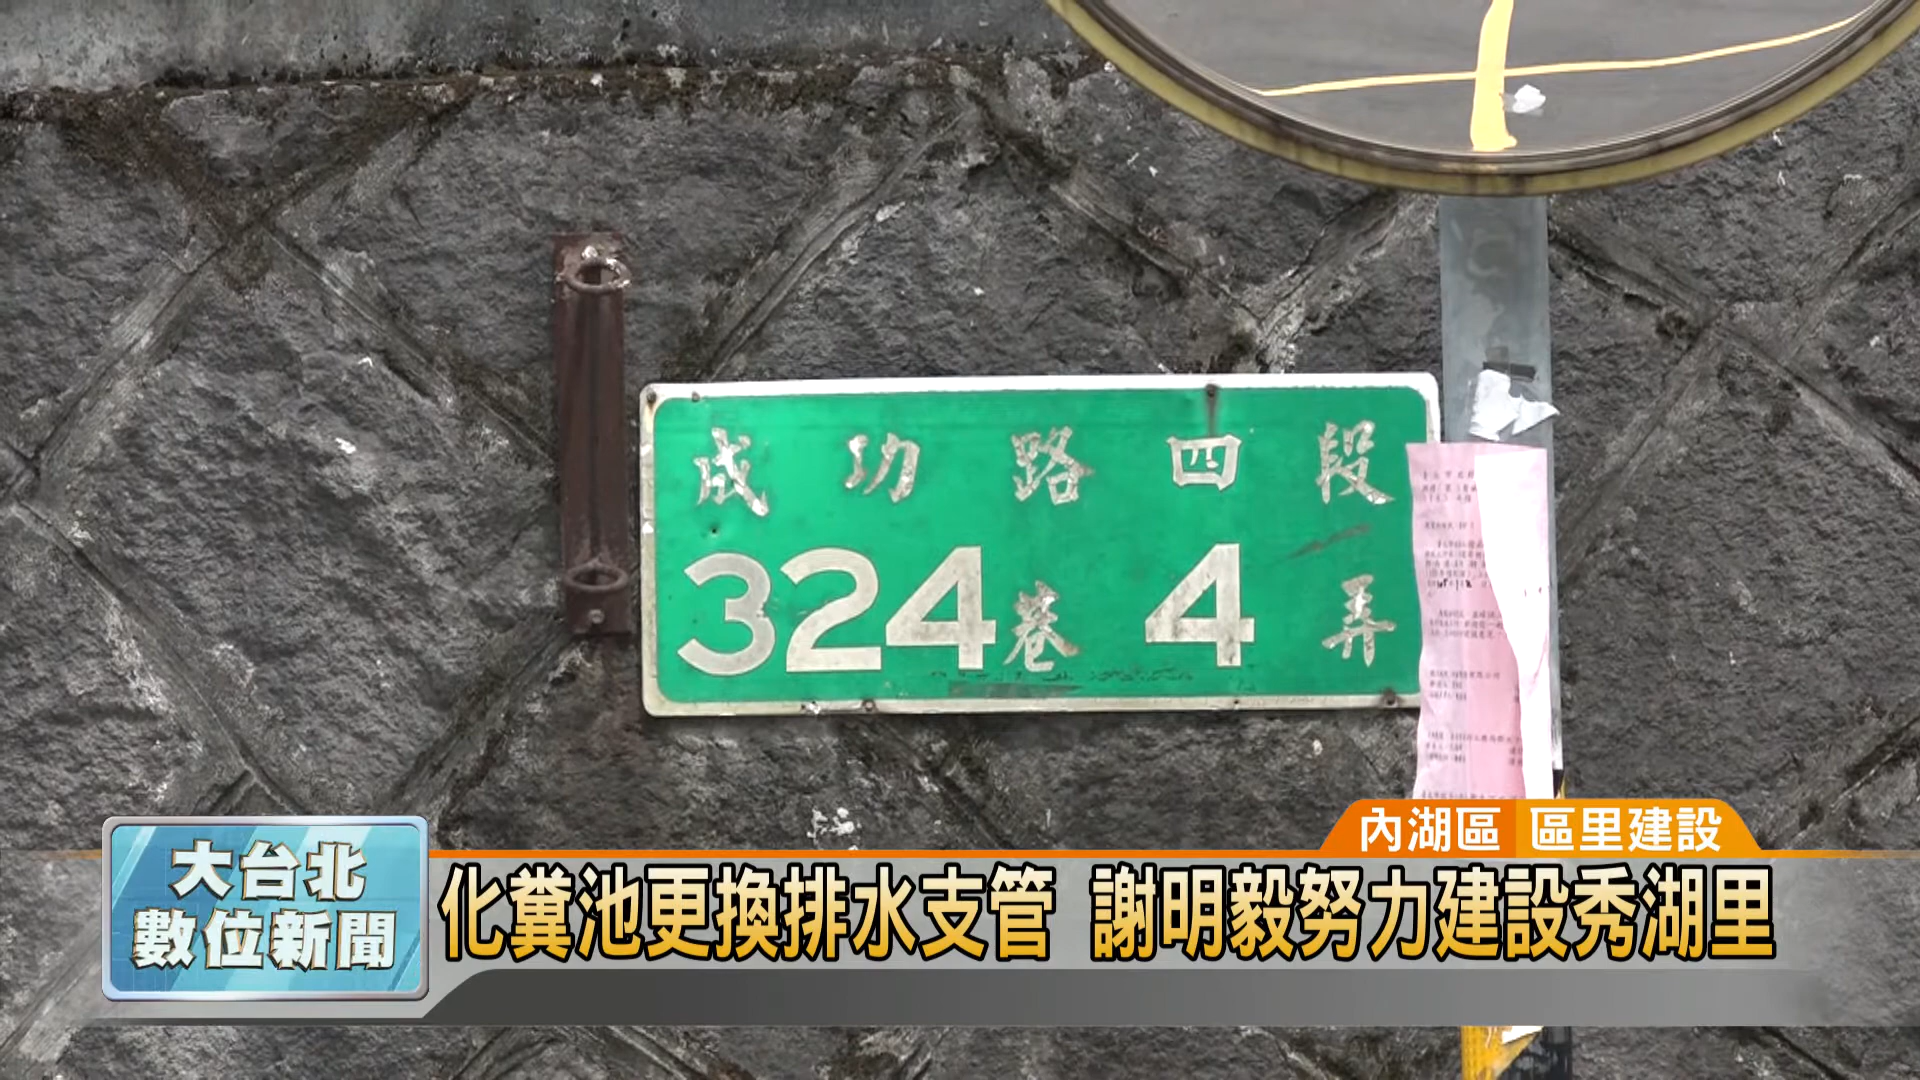 成功路四段
324巷 4弄
內湖區 區里建設
大台北
數位新聞
化糞池更換排水支管 謝明毅努力建設秀湖里